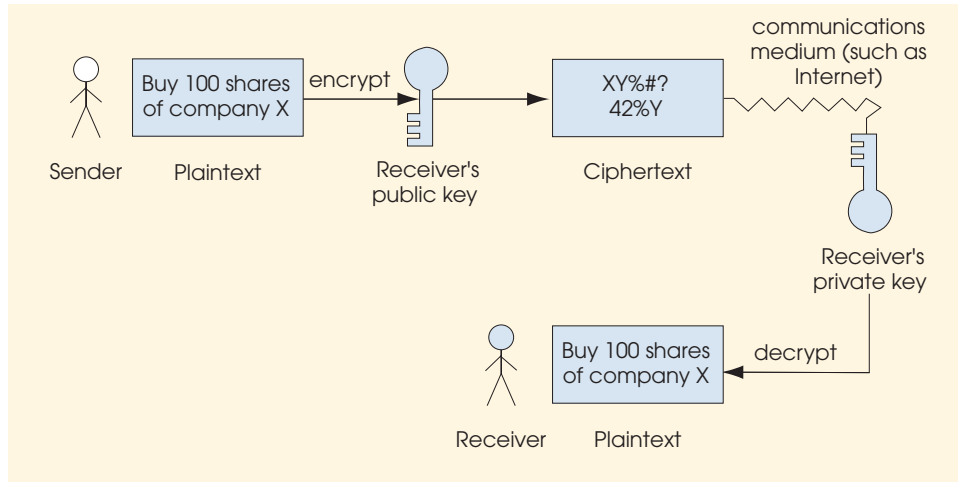 communications
medium (such as
Internet)
Buy 100 shares
of company X
encrypt
XY%#?
42%Y
Sender
Plaintext
Receiver's
public key
Ciphertext
Receiver's
private key
Buy 100 shares
of company X
decrypt
Receiver
Plaintext